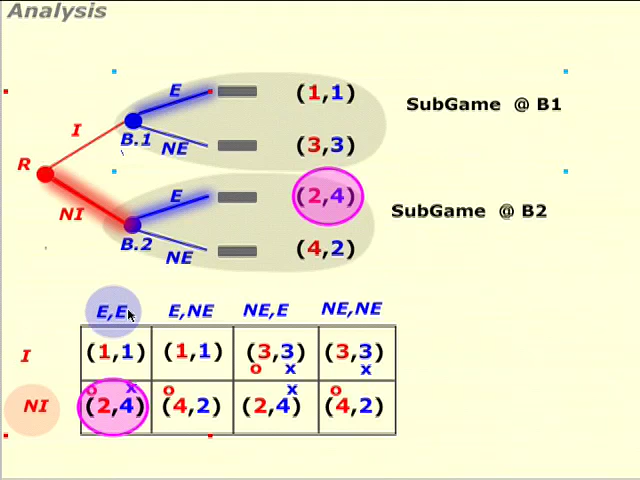 Analysis
E (1,1) SubGame @ B1
I B.1 NE (3,3)
R
E (2,4) SubGame @ B2
NI B.2 NE (4,2)
E,E E,NE NE,E NE,NE
I (1,1) (1,1) (3,3) (3,3)
o x x
o x o x o
NI (2,4) (4,2) (2,4) (4,2)